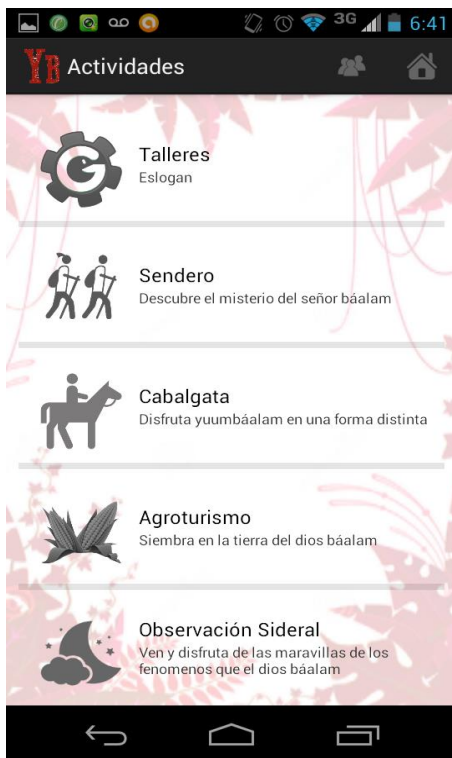 3G 6:41
YB Actividades
Talleres
Eslogan
Sendero
Descubre el misterio del señor báalam
Cabalgata
Disfruta yuumbáalam en una forma distinta
Agroturismo
Siembra en la tierra del dios báalam
Observación Sideral
Ven y disfruta de las maravillas de los
fenomenos que el dios báalam